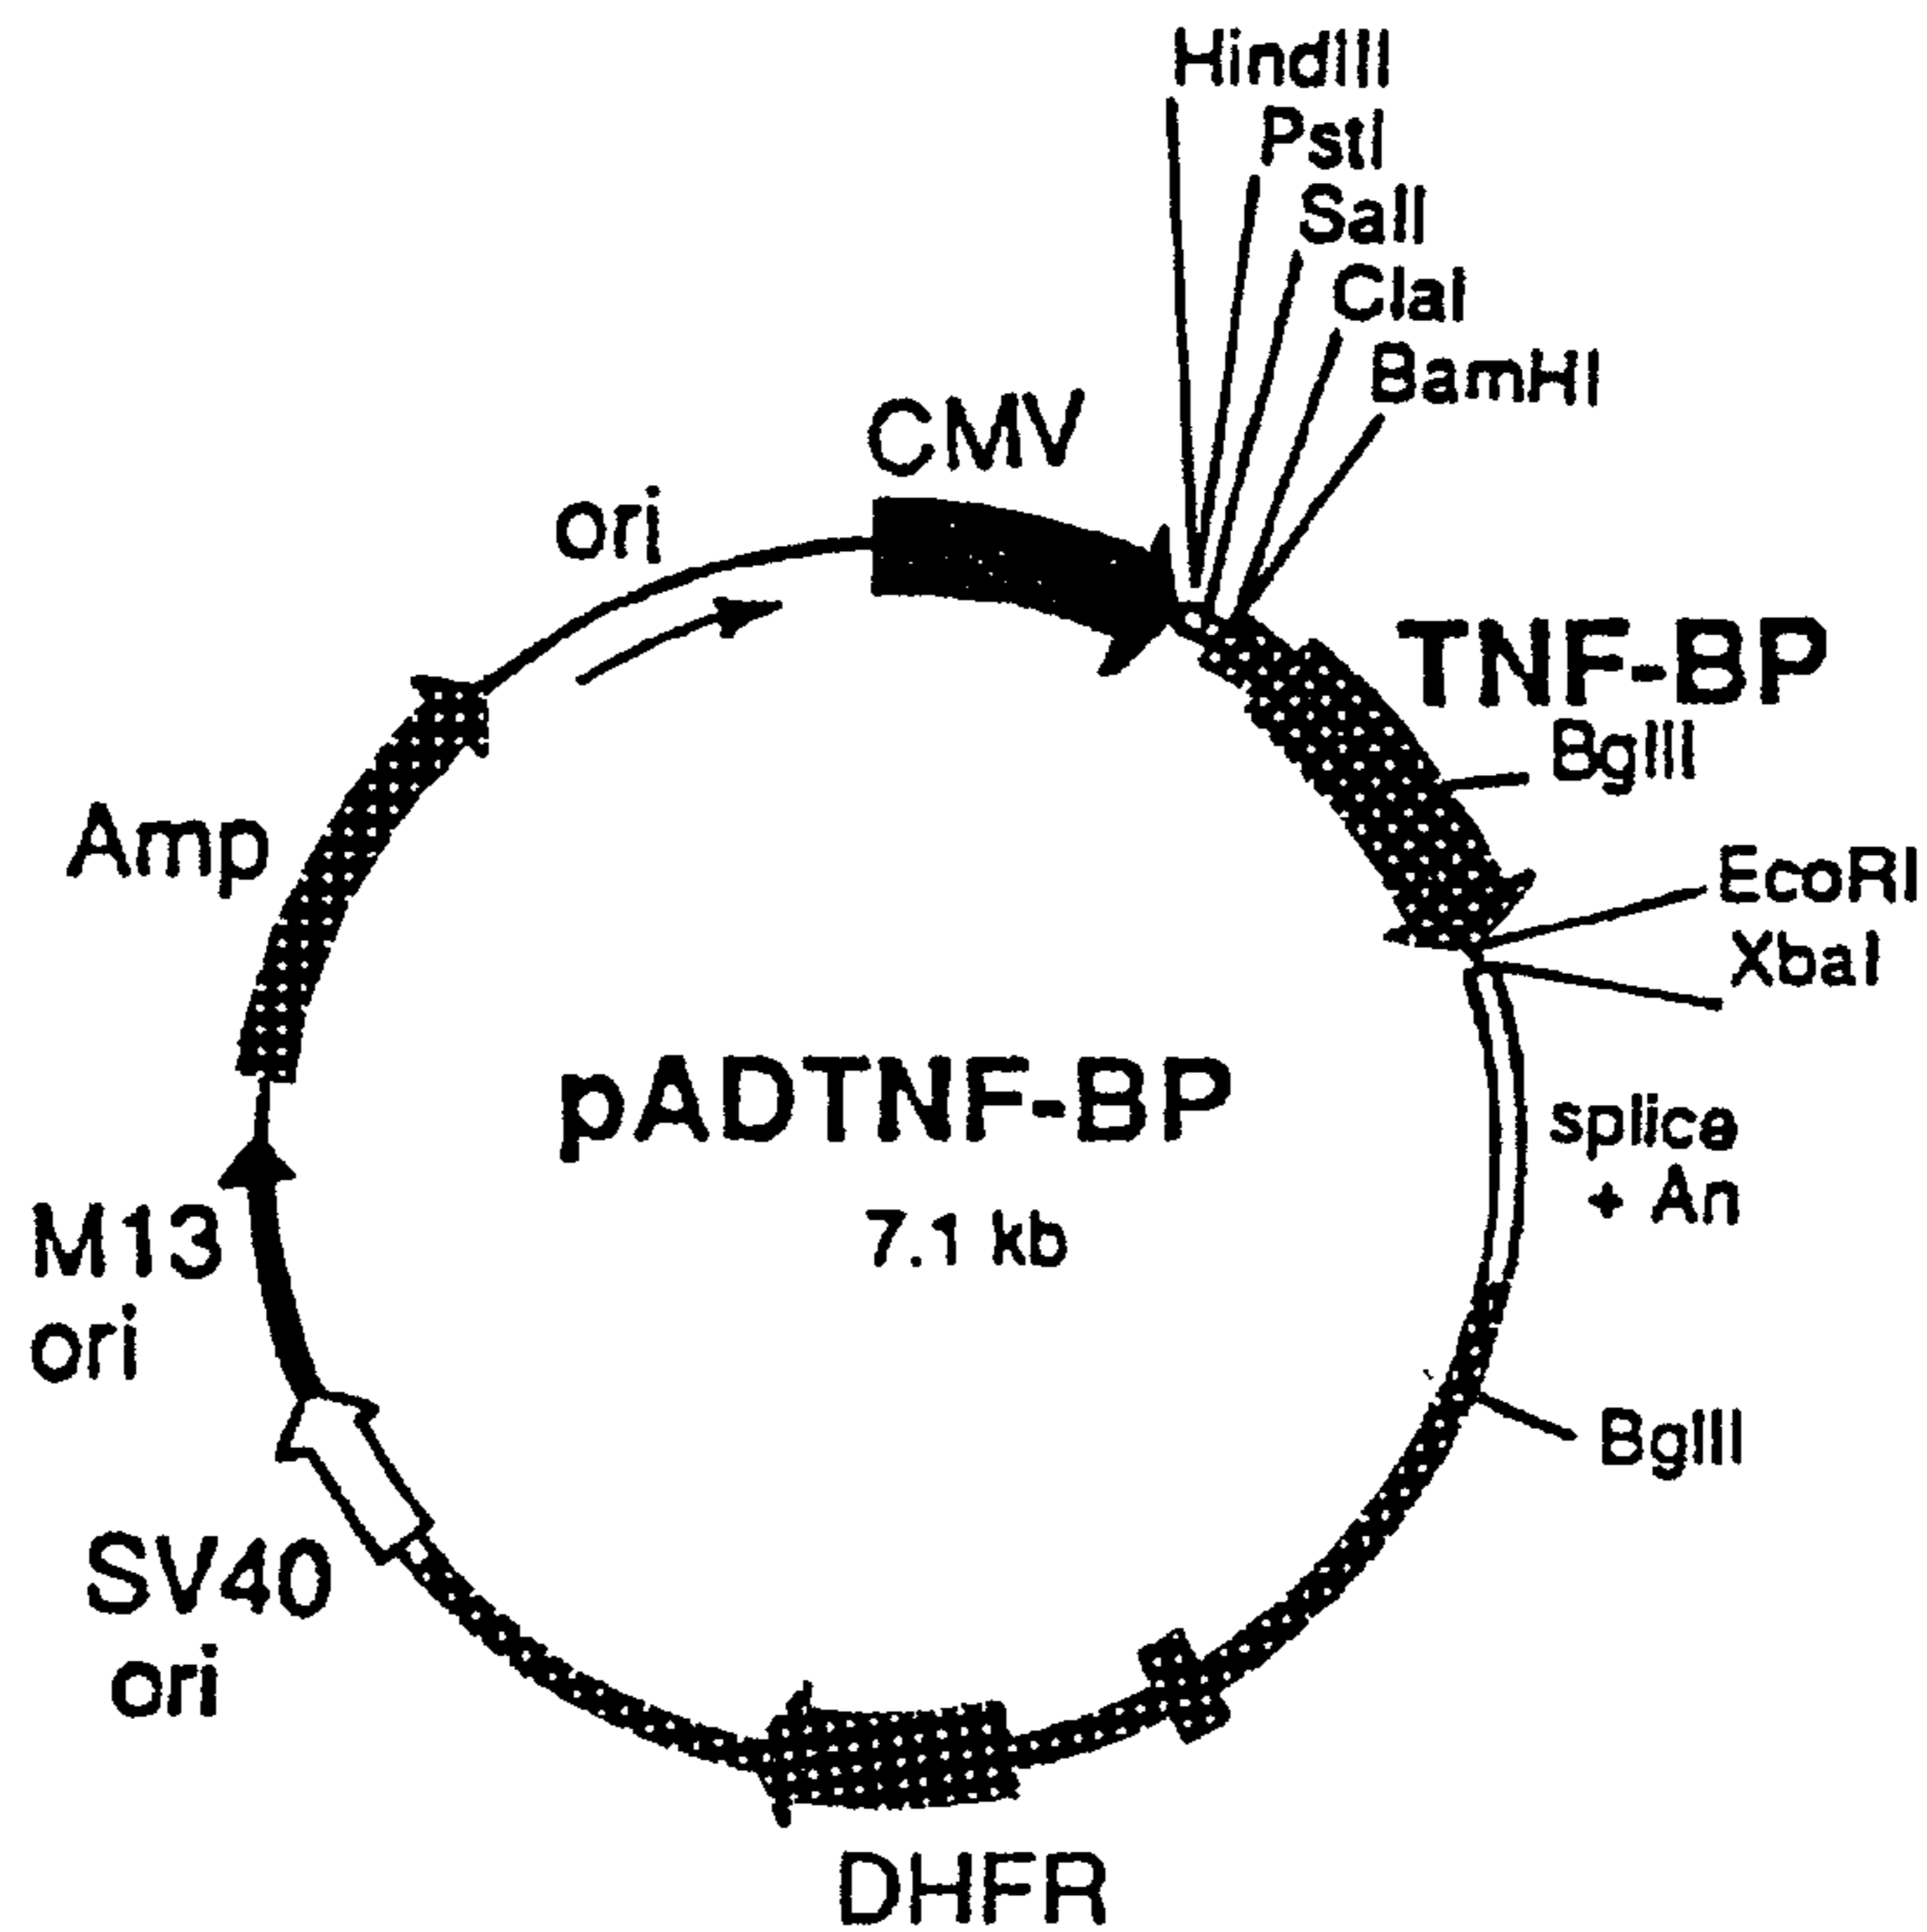 HindIII
PstI
SalI
ClaI
BamHI
CMV
ori
TNF-BP
BglII
Amp
EcoRI
XbaI
pADTNF-BP
7.1 kb
splice
+ An
M13
ori
BglII
SV40
ori
DHFR